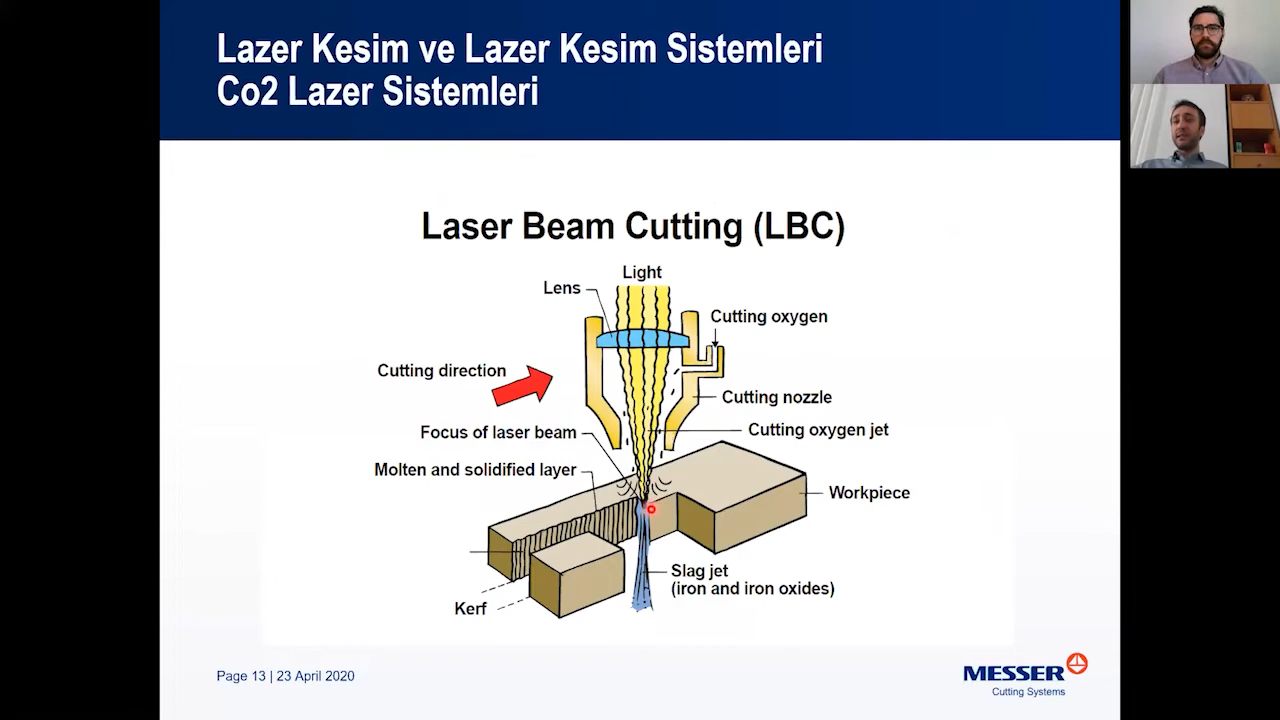 Lazer Kesim ve Lazer Kesim Sistemleri
Co2 Lazer Sistemleri
Laser Beam Cutting (LBC)
Light
Lens
Cutting oxygen
Cutting direction
Cutting nozzle
Cutting oxygen jet
Focus of laser beam
Molten and solidified layer
Workpiece
Slag jet
(iron and iron oxides)
Kerf
Page 13 | 23 April 2020
MESSER
Cutting Systems